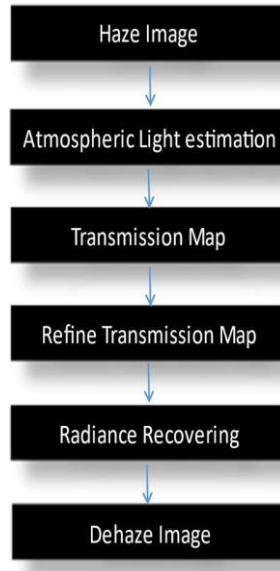 Haze Image
Atmospheric Light estimation
Transmission Map
Refine Transmission Map
Radiance Recovering
Dehaze Image